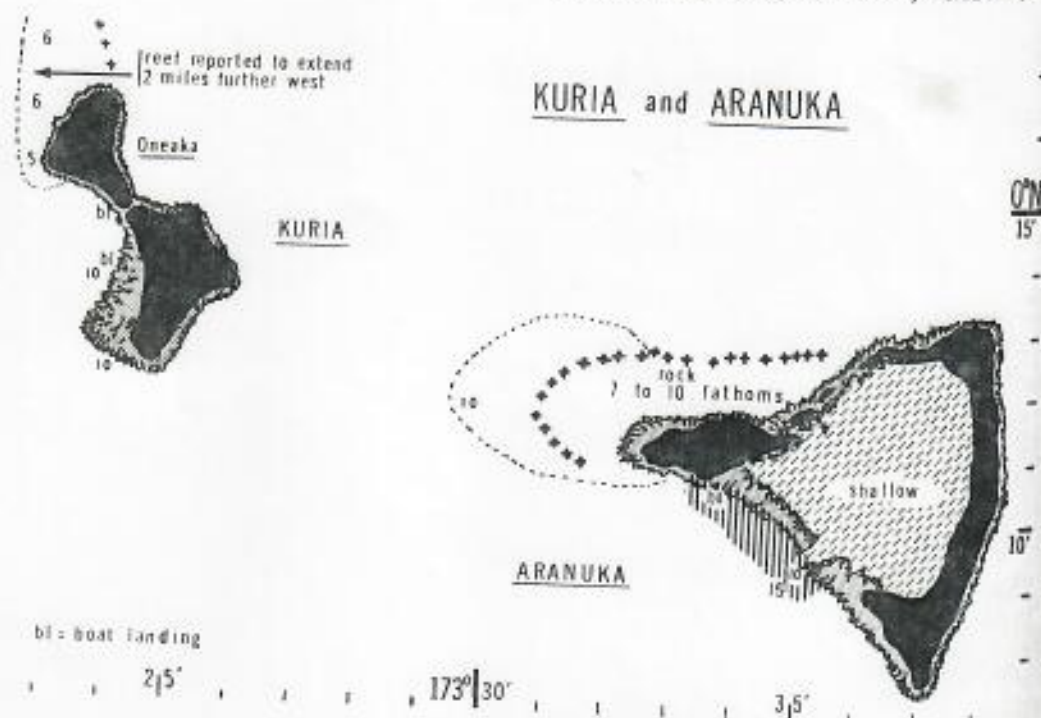 6
reef reported to extend
2 miles further west
6
KURIA and ARANUKA
Oneaka
5
0°N
15'
bl
KURIA
bl
10
10
rock
7 to 10 fathoms
10
shallow
10'
ARANUKA
15
bl = boat landing
25'
173° 30'
35'